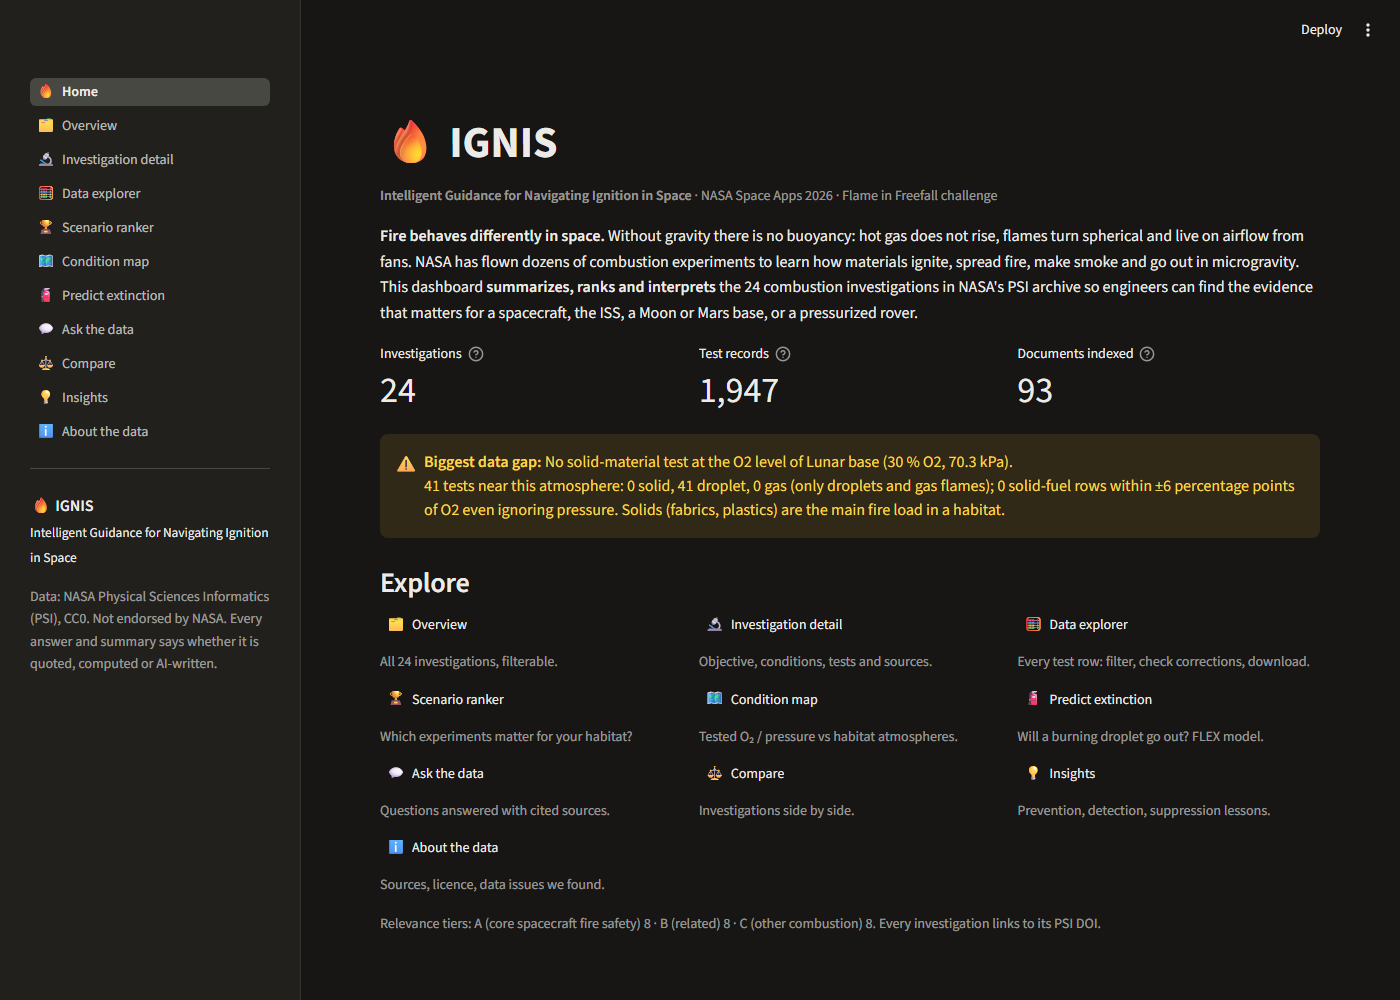 Deploy
Home
Overview
Investigation detail
Data explorer
Scenario ranker
Condition map
Predict extinction
Ask the data
Compare
Insights
About the data
IGNIS
Intelligent Guidance for Navigating Ignition
in Space
Data: NASA Physical Sciences Informatics
(PSI), CC0. Not endorsed by NASA. Every
answer and summary says whether it is
quoted, computed or AI-written.
IGNIS
Intelligent Guidance for Navigating Ignition in Space · NASA Space Apps 2026 · Flame in Freefall challenge
Fire behaves differently in space. Without gravity there is no buoyancy: hot gas does not rise, flames turn spherical and live on airflow from
fans. NASA has flown dozens of combustion experiments to learn how materials ignite, spread fire, make smoke and go out in microgravity.
This dashboard summarizes, ranks and interprets the 24 combustion investigations in NASA's PSI archive so engineers can find the evidence
that matters for a spacecraft, the ISS, a Moon or Mars base, or a pressurized rover.
Investigations
24
Test records
1,947
Documents indexed
93
Biggest data gap: No solid-material test at the O2 level of Lunar base (30 % O2, 70.3 kPa).
41 tests near this atmosphere: 0 solid, 41 droplet, 0 gas (only droplets and gas flames); 0 solid-fuel rows within ±6 percentage points
of O2 even ignoring pressure. Solids (fabrics, plastics) are the main fire load in a habitat.
Explore
Overview
All 24 investigations, filterable.
Investigation detail
Objective, conditions, tests and sources.
Data explorer
Every test row: filter, check corrections, download.
Scenario ranker
Which experiments matter for your habitat?
Condition map
Tested O₂ / pressure vs habitat atmospheres.
Predict extinction
Will a burning droplet go out? FLEX model.
Ask the data
Questions answered with cited sources.
Compare
Investigations side by side.
Insights
Prevention, detection, suppression lessons.
About the data
Sources, licence, data issues we found.
Relevance tiers: A (core spacecraft fire safety) 8 · B (related) 8 · C (other combustion) 8. Every investigation links to its PSI DOI.